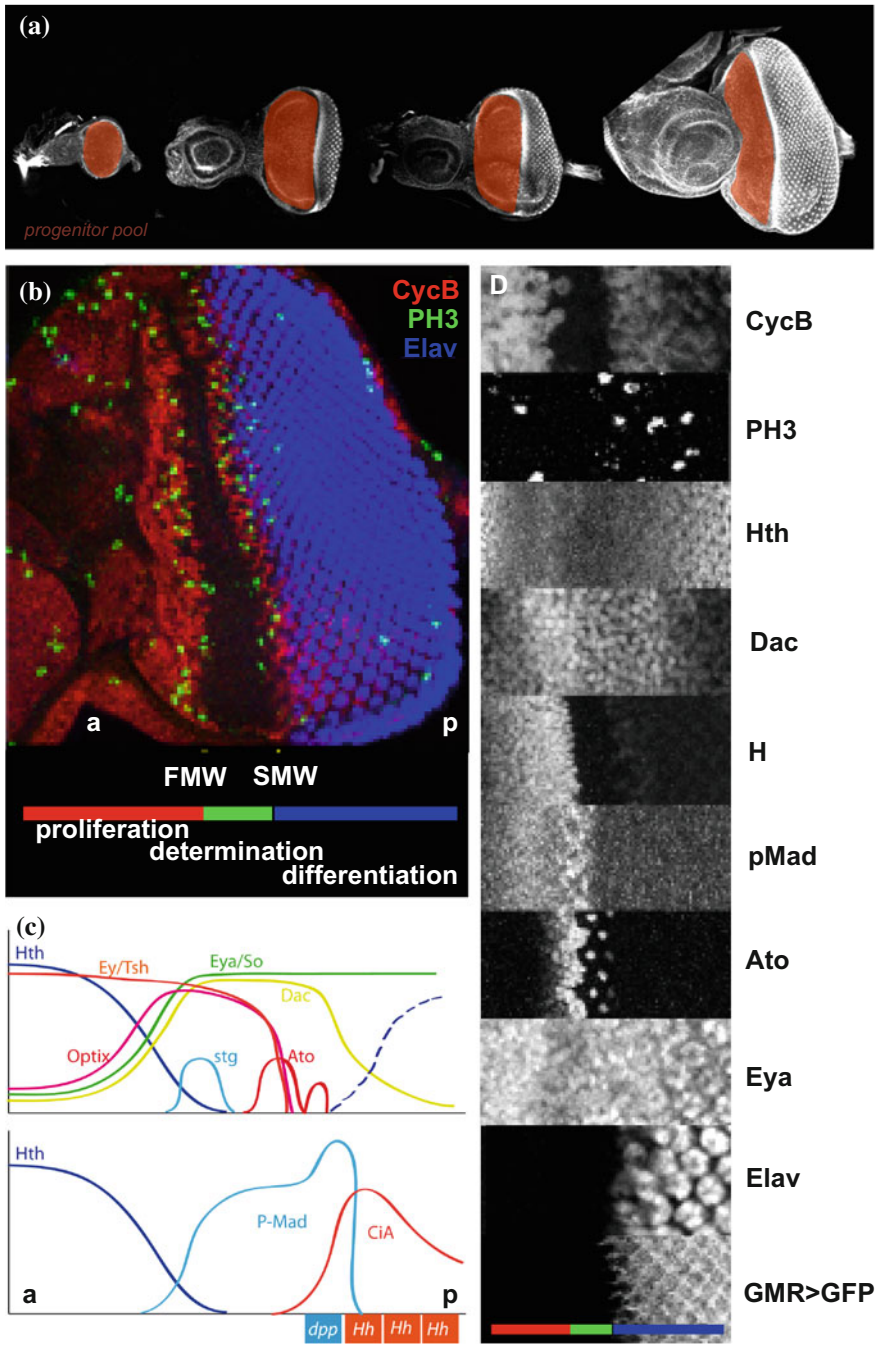 (a)
progenitor pool
(b)
CycB
PH3
Elav
a
p
FMW
SMW
proliferation
determination
differentiation
(c)
Hth
Ey/Tsh
Eya/So
Dac
Optix
stg
Ato
Hth
P-Mad
CiA
a
p
dpp
Hh
Hh
Hh
D
CycB
PH3
Hth
Dac
H
pMad
Ato
Eya
Elav
GMR>GFP